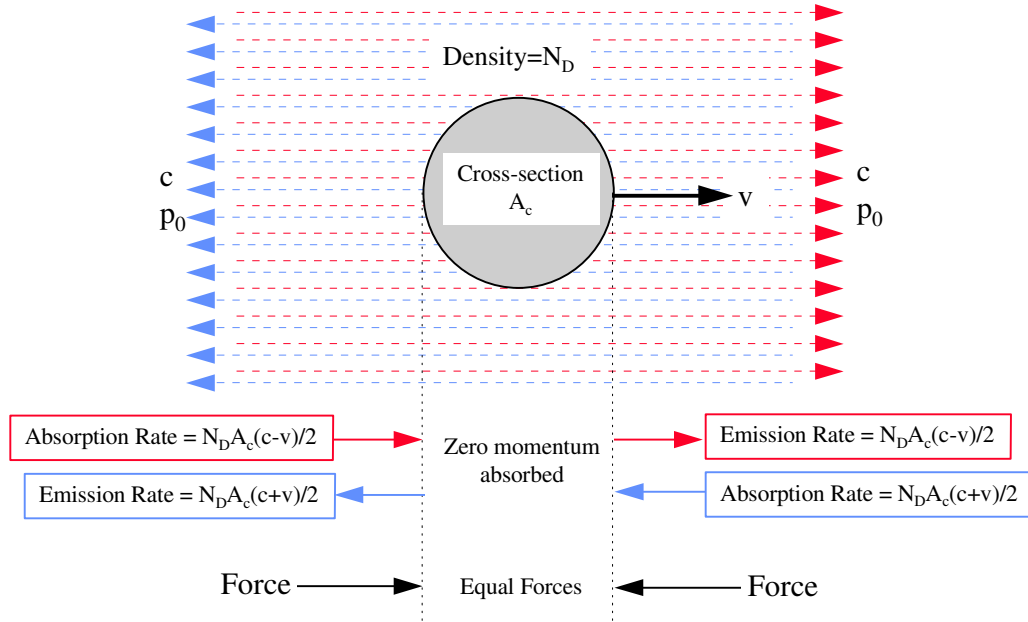 Density=N_D
c
p_0
Cross-section
A_c
v
c
p_0
Absorption Rate = N_DA_c(c-v)/2
Zero momentum
absorbed
Emission Rate = N_DA_c(c-v)/2
Emission Rate = N_DA_c(c+v)/2
Absorption Rate = N_DA_c(c+v)/2
Force
Equal Forces
Force